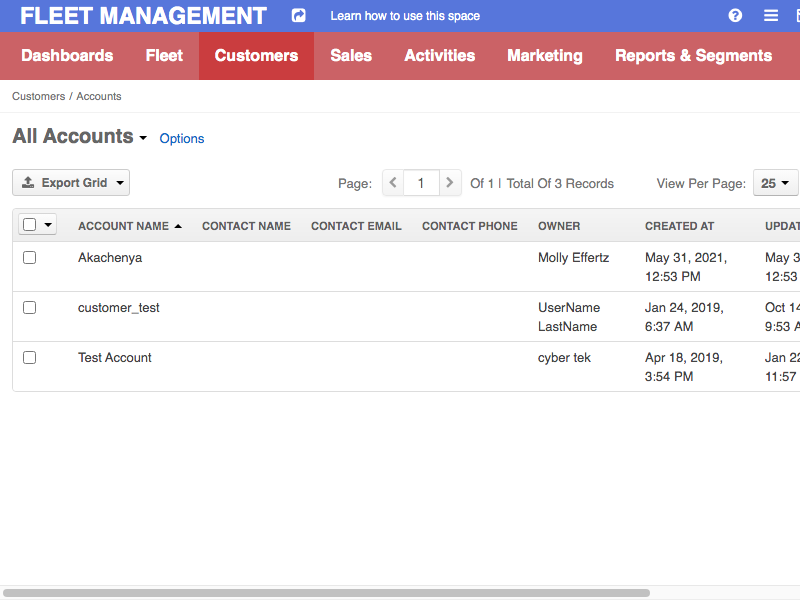 FLEET MANAGEMENT Learn how to use this space
Dashboards Fleet Customers Sales Activities Marketing Reports & Segments
Customers / Accounts
All Accounts Options
Export Grid Page: 1 Of 1 | Total Of 3 Records View Per Page: 25
ACCOUNT NAME CONTACT NAME CONTACT EMAIL CONTACT PHONE OWNER CREATED AT UPDAT
Akachenya Molly Effertz May 31, 2021, May 3
12:53 PM 12:53
customer_test UserName Jan 24, 2019, Oct 14
LastName 6:37 AM 9:53 A
Test Account cyber tek Apr 18, 2019, Jan 22
3:54 PM 11:57